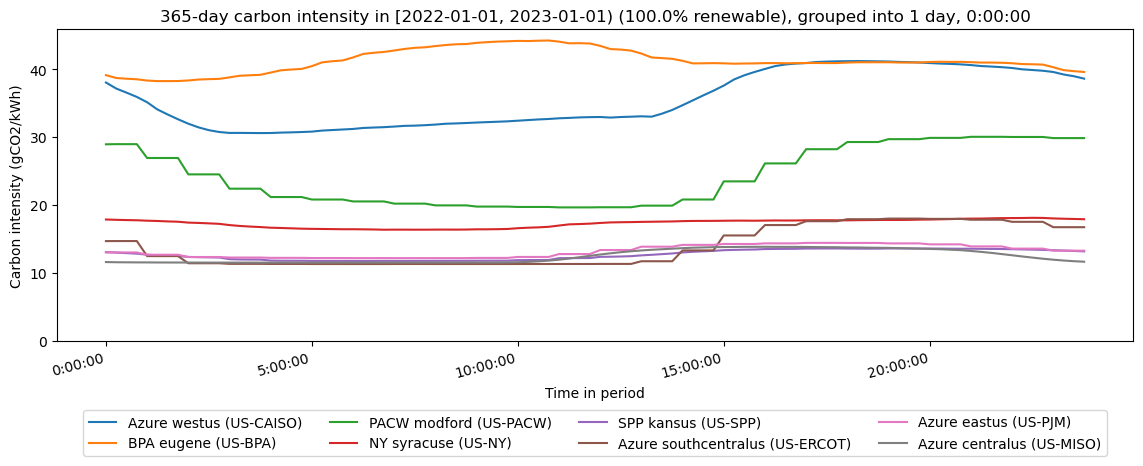 365-day carbon intensity in [2022-01-01, 2023-01-01) (100.0% renewable), grouped into 1 day, 0:00:00
Carbon intensity (gCO2/kWh)
40
30
20
10
0
0:00:00
5:00:00
10:00:00
15:00:00
20:00:00
Time in period
Azure westus (US-CAISO)
BPA eugene (US-BPA)
PACW modford (US-PACW)
NY syracuse (US-NY)
SPP kansus (US-SPP)
Azure southcentralus (US-ERCOT)
Azure eastus (US-PJM)
Azure centralus (US-MISO)